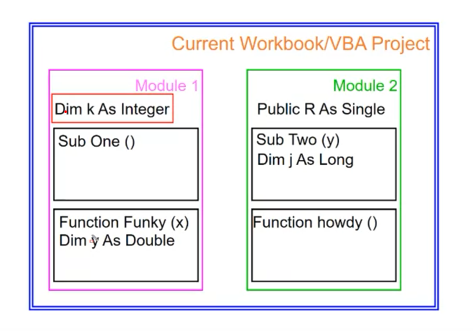 Current Workbook/VBA Project
Module 1
Dim k As Integer
Sub One ()
Function Funky (x)
Dim y As Double
Module 2
Public R As Single
Sub Two (y)
Dim j As Long
Function howdy ()